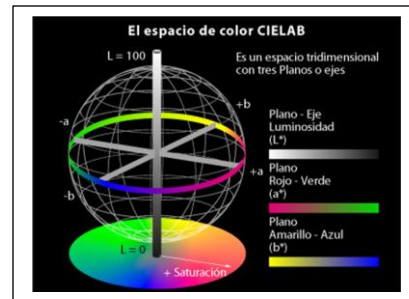 El espacio de color CIELAB
L = 100
Es un espacio tridimensional
con tres Planos o ejes
-a
+b
Plano - Eje
Luminosidad
(L*)
Plano
Rojo - Verde
(a*)
+a
-b
Plano
Amarillo - Azul
(b*)
L = 0
+ Saturación